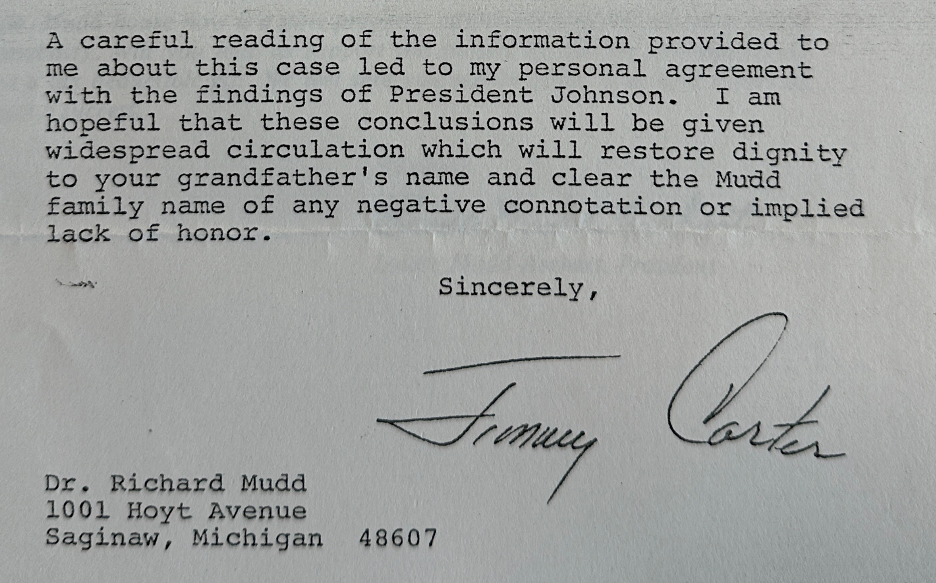 A careful reading of the information provided to
me about this case led to my personal agreement
with the findings of President Johnson.  I am
hopeful that these conclusions will be given
widespread circulation which will restore dignity
to your grandfather's name and clear the Mudd
family name of any negative connotation or implied
lack of honor.
Sincerely,
Jimmy Carter
Dr. Richard Mudd
1001 Hoyt Avenue
Saginaw, Michigan  48607